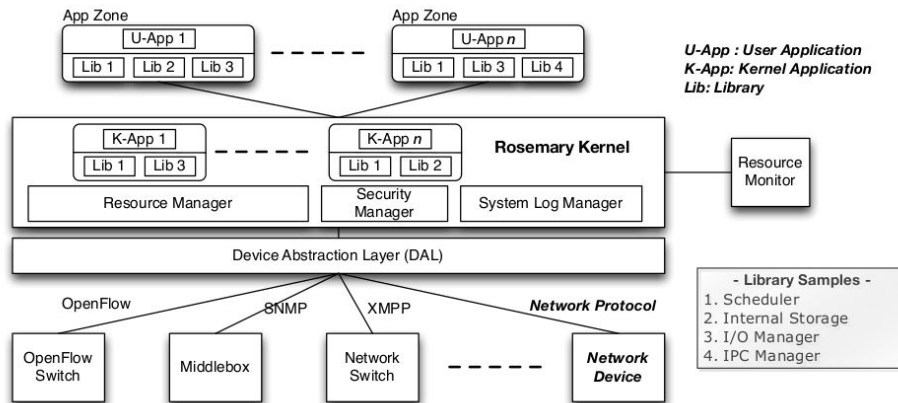 App Zone
App Zone
U-App 1
U-App n
Lib 1
Lib 2
Lib 3
Lib 1
Lib 3
Lib 4
U-App : User Application
K-App: Kernel Application
Lib: Library
K-App 1
K-App n
Lib 1
Lib 3
Lib 1
Lib 2
Rosemary Kernel
Resource
Monitor
Resource Manager
Security
Manager
System Log Manager
Device Abstraction Layer (DAL)
OpenFlow
SNMP
XMPP
Network Protocol
OpenFlow
Switch
Middlebox
Network
Switch
Network
Device
- Library Samples -
1. Scheduler
2. Internal Storage
3. I/O Manager
4. IPC Manager